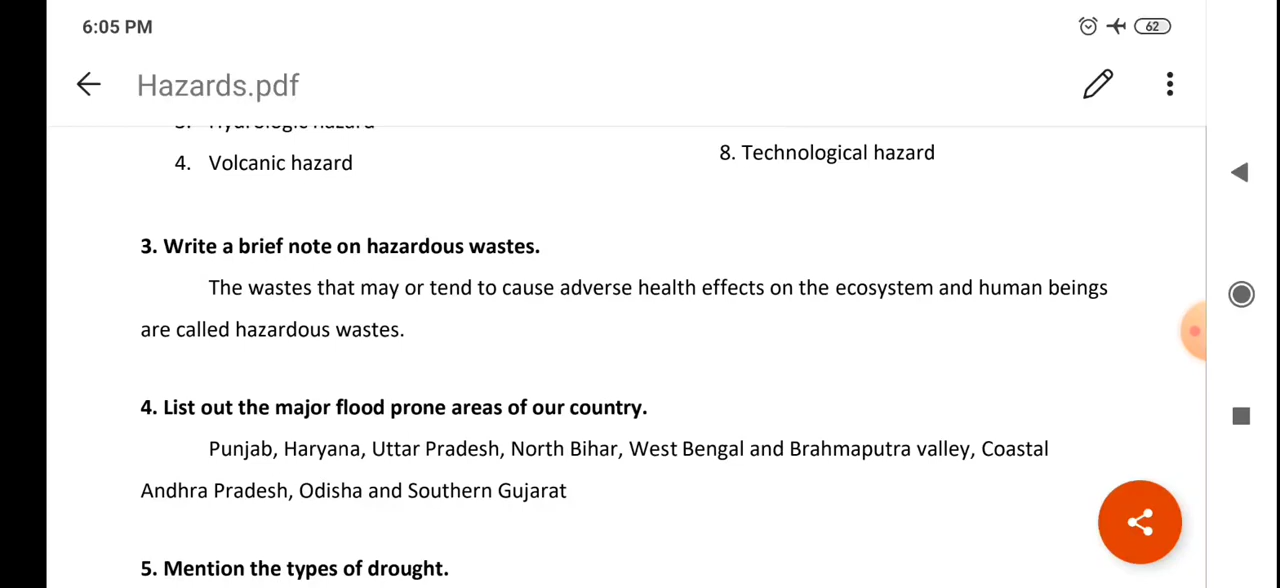 6:05 PM
62
Hazards.pdf
3. Hydrologic hazard
8. Technological hazard
4. Volcanic hazard
3. Write a brief note on hazardous wastes.
The wastes that may or tend to cause adverse health effects on the ecosystem and human beings
are called hazardous wastes.
4. List out the major flood prone areas of our country.
Punjab, Haryana, Uttar Pradesh, North Bihar, West Bengal and Brahmaputra valley, Coastal
Andhra Pradesh, Odisha and Southern Gujarat
5. Mention the types of drought.